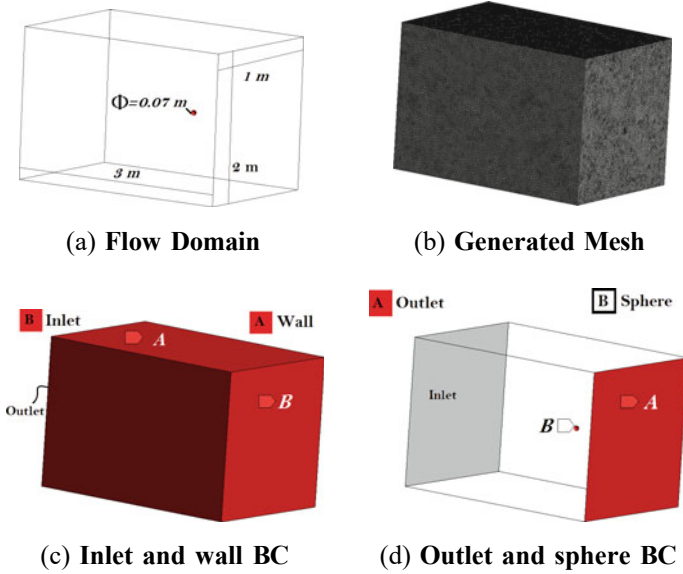 1 m
Φ=0.07 m
2 m
3 m
(a) Flow Domain
(b) Generated Mesh
B Inlet
A Wall
A
Outlet
B
(c) Inlet and wall BC
A Outlet
B Sphere
Inlet
B
A
(d) Outlet and sphere BC